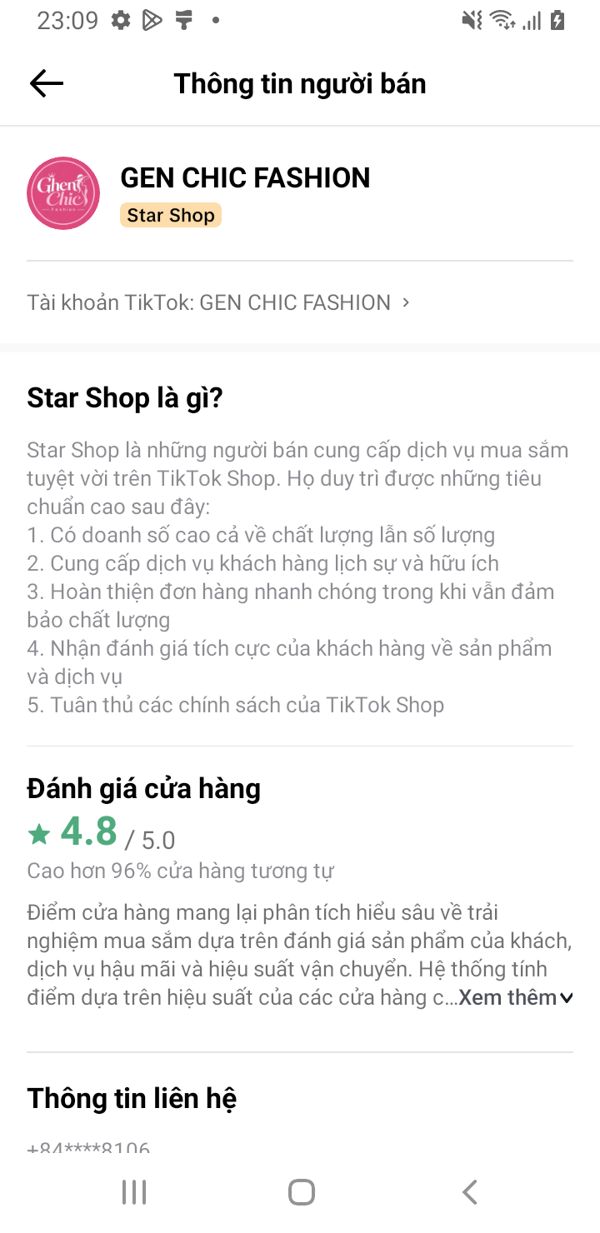 23:09
Thông tin người bán
Ghen
Chic
Fashion
GEN CHIC FASHION
Star Shop
Tài khoản TikTok: GEN CHIC FASHION
Star Shop là gì?
Star Shop là những người bán cung cấp dịch vụ mua sắm
tuyệt vời trên TikTok Shop. Họ duy trì được những tiêu
chuẩn cao sau đây:
1. Có doanh số cao cả về chất lượng lẫn số lượng
2. Cung cấp dịch vụ khách hàng lịch sự và hữu ích
3. Hoàn thiện đơn hàng nhanh chóng trong khi vẫn đảm
bảo chất lượng
4. Nhận đánh giá tích cực của khách hàng về sản phẩm
và dịch vụ
5. Tuân thủ các chính sách của TikTok Shop
Đánh giá cửa hàng
4.8 / 5.0
Cao hơn 96% cửa hàng tương tự
Điểm cửa hàng mang lại phân tích hiểu sâu về trải
nghiệm mua sắm dựa trên đánh giá sản phẩm của khách,
dịch vụ hậu mãi và hiệu suất vận chuyển. Hệ thống tính
điểm dựa trên hiệu suất của các cửa hàng c...Xem thêm
Thông tin liên hệ
+84****8106